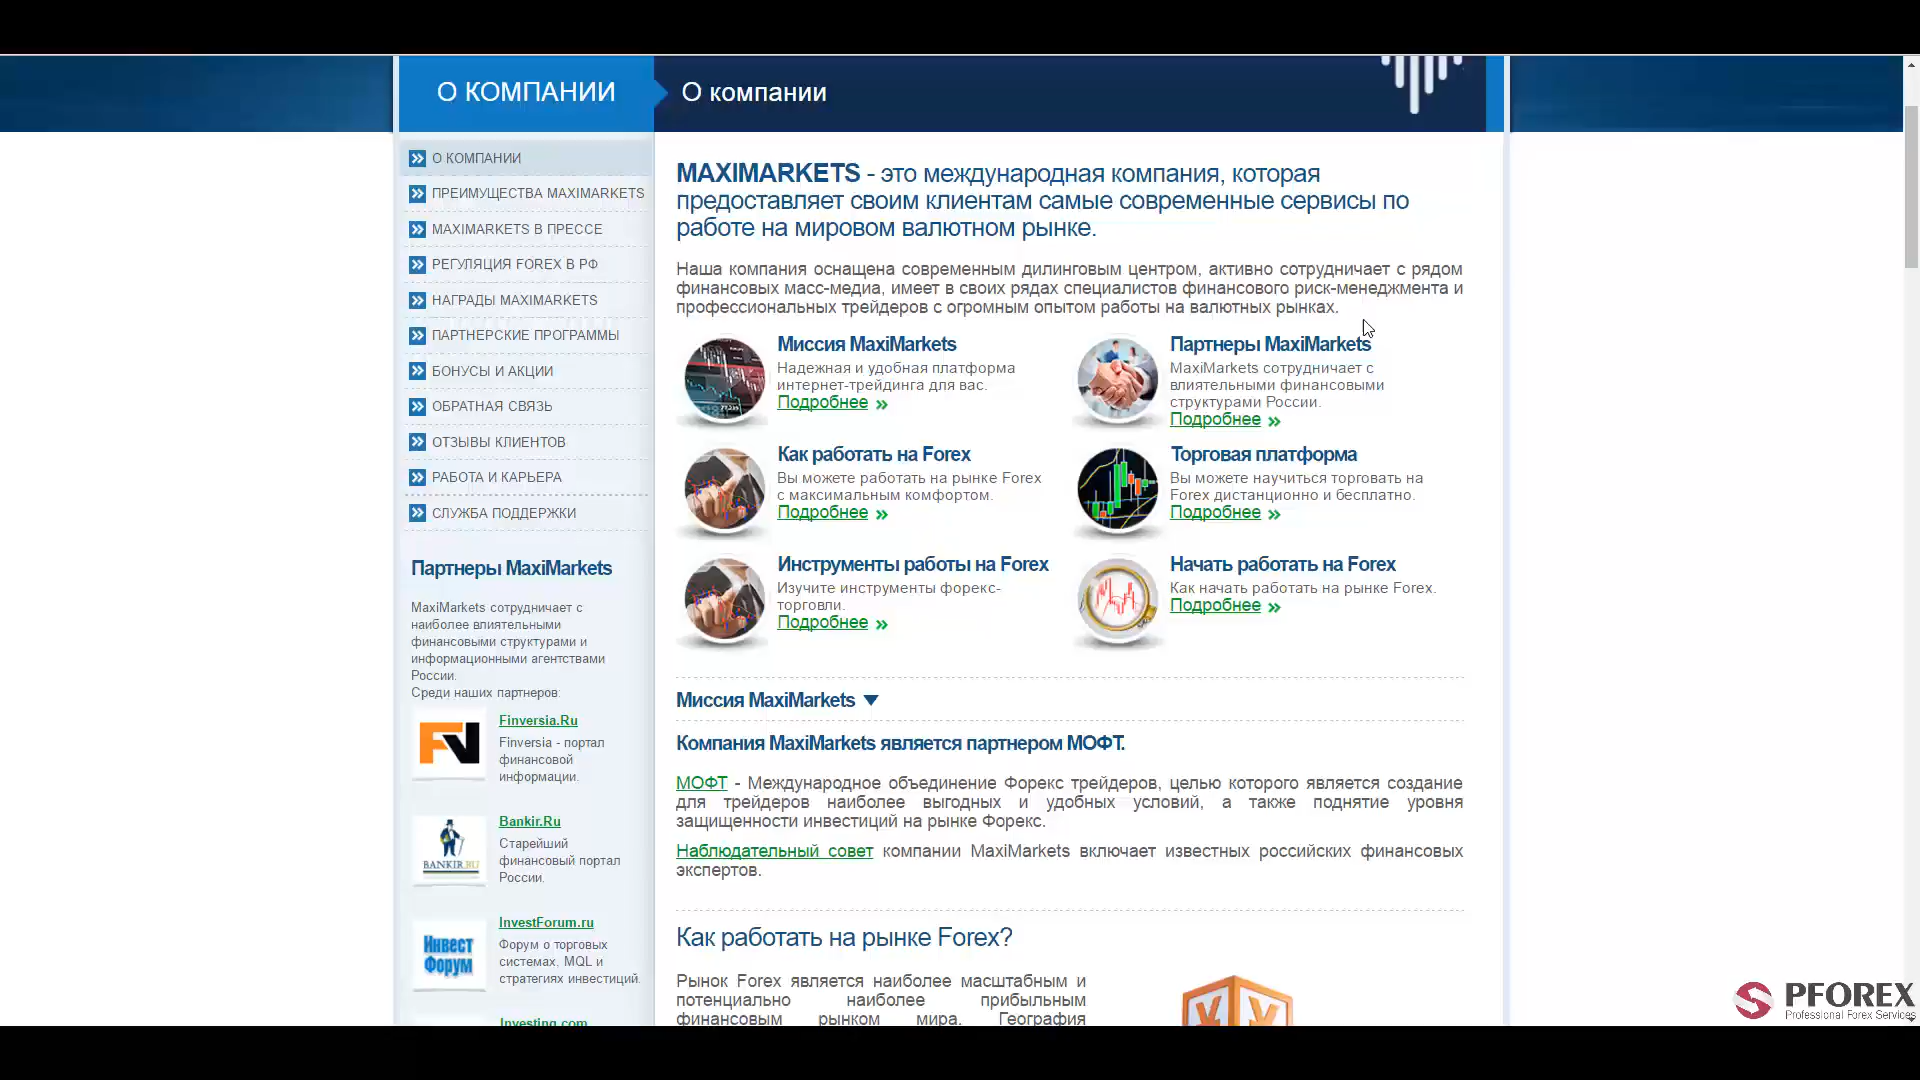 О КОМПАНИИ
О компании
О КОМПАНИИ
ПРЕИМУЩЕСТВА MAXIMARKETS
MAXIMARKETS В ПРЕССЕ
РЕГУЛЯЦИЯ FOREX В РФ
НАГРАДЫ MAXIMARKETS
ПАРТНЕРСКИЕ ПРОГРАММЫ
БОНУСЫ И АКЦИИ
ОБРАТНАЯ СВЯЗЬ
ОТЗЫВЫ КЛИЕНТОВ
РАБОТА И КАРЬЕРА
СЛУЖБА ПОДДЕРЖКИ
Партнеры MaxiMarkets
MaxiMarkets сотрудничает с
наиболее влиятельными
финансовыми структурами и
информационными агентствами
России.
Среди наших партнеров:
Finversia.Ru
Finversia - портал
финансовой
информации.
BANKIR.RU
Bankir.Ru
Старейший
финансовый портал
России.
Инвест
Форум
InvestForum.ru
Форум о торговых
системах, MQL и
стратегиях инвестиций.
Investing.com
MAXIMARKETS - это международная компания, которая
предоставляет своим клиентам самые современные сервисы по
работе на мировом валютном рынке.
Наша компания оснащена современным дилинговым центром, активно сотрудничает с рядом
финансовых масс-медиа, имеет в своих рядах специалистов финансового риск-менеджмента и
профессиональных трейдеров с огромным опытом работы на валютных рынках.
Миссия MaxiMarkets
Надежная и удобная платформа
интернет-трейдинга для вас.
Подробнее
Партнеры MaxiMarkets
MaxiMarkets сотрудничает с
влиятельными финансовыми
структурами России.
Подробнее
Как работать на Forex
Вы можете работать на рынке Forex
с максимальным комфортом.
Подробнее
Торговая платформа
Вы можете научиться торговать на
Forex дистанционно и бесплатно.
Подробнее
Инструменты работы на Forex
Изучите инструменты форекс-
торговли.
Подробнее
Начать работать на Forex
Как начать работать на рынке Forex.
Подробнее
Миссия MaxiMarkets
Компания MaxiMarkets является партнером МОФТ.
МОФТ - Международное объединение Форекс трейдеров, целью которого является создание
для трейдеров наиболее выгодных и удобных условий, а также поднятие уровня
защищенности инвестиций на рынке Форекс.
Наблюдательный совет компании MaxiMarkets включает известных российских финансовых
экспертов.
Как работать на рынке Forex?
Рынок Forex является наиболее масштабным и
потенциально наиболее прибыльным
финансовым рынком мира. География
PFOREX
Professional Forex Services